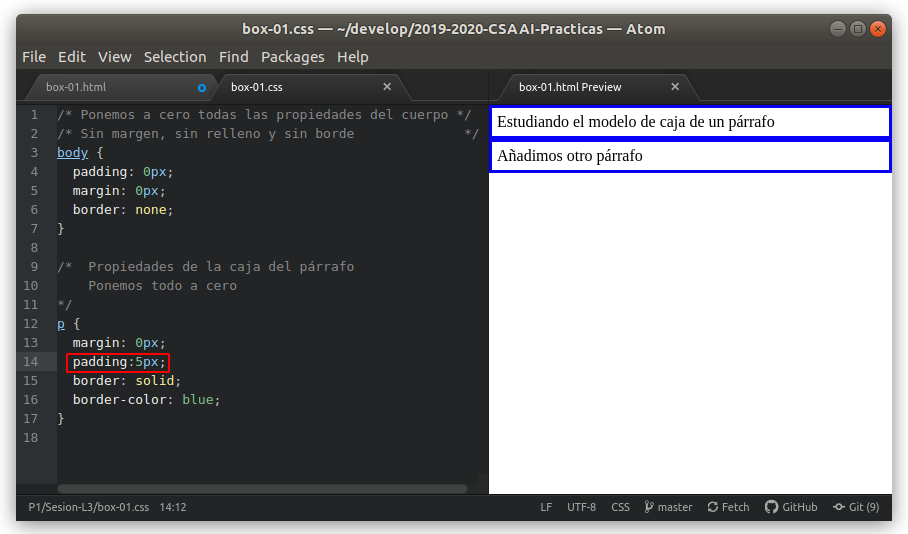 box-01.css — ~/develop/2019-2020-CSAAI-Practicas — Atom
File Edit View Selection Find Packages Help
box-01.html box-01.css box-01.html Preview
1 /* Ponemos a cero todas las propiedades del cuerpo */
2 /* Sin margen, sin relleno y sin borde */
3 body {
4 padding: 0px;
5 margin: 0px;
6 border: none;
7 }
8
9 /* Propiedades de la caja del párrafo
10 Ponemos todo a cero
11 */
12 p {
13 margin: 0px;
14 padding:5px;
15 border: solid;
16 border-color: blue;
17 }
18
Estudiando el modelo de caja de un párrafo
Añadimos otro párrafo
P1/Sesion-L3/box-01.css 14:12 LF UTF-8 CSS master Fetch GitHub Git (9)